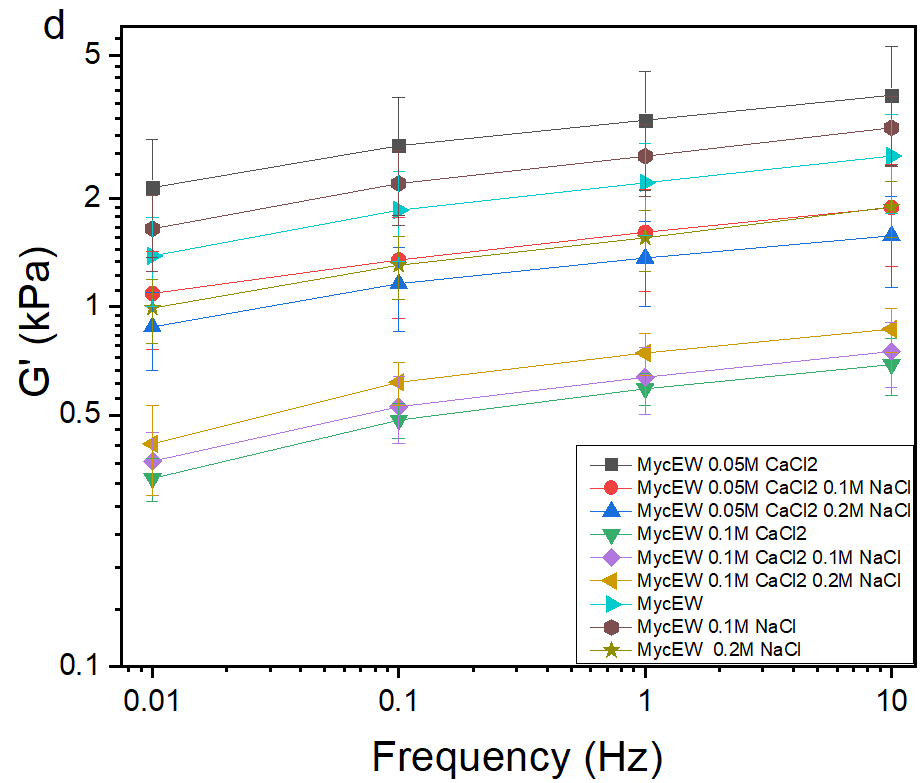 d
G' (kPa)
5
2
1
0.5
0.1
0.01
0.1
1
10
Frequency (Hz)
MycEW 0.05M CaCl2
MycEW 0.05M CaCl2 0.1M NaCl
MycEW 0.05M CaCl2 0.2M NaCl
MycEW 0.1M CaCl2
MycEW 0.1M CaCl2 0.1M NaCl
MycEW 0.1M CaCl2 0.2M NaCl
MycEW
MycEW 0.1M NaCl
MycEW  0.2M NaCl